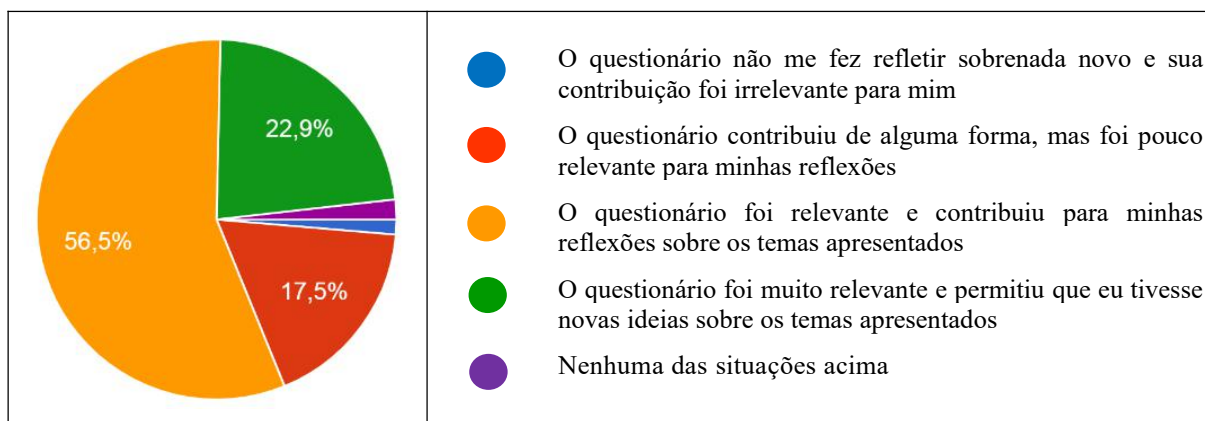 22,9%
56,5%
17,5%
O questionário não me fez refletir sobrenada novo e sua
contribuição foi irrelevante para mim
O questionário contribuiu de alguma forma, mas foi pouco
relevante para minhas reflexões
O questionário foi relevante e contribuiu para minhas
reflexões sobre os temas apresentados
O questionário foi muito relevante e permitiu que eu tivesse
novas ideias sobre os temas apresentados
Nenhuma das situações acima